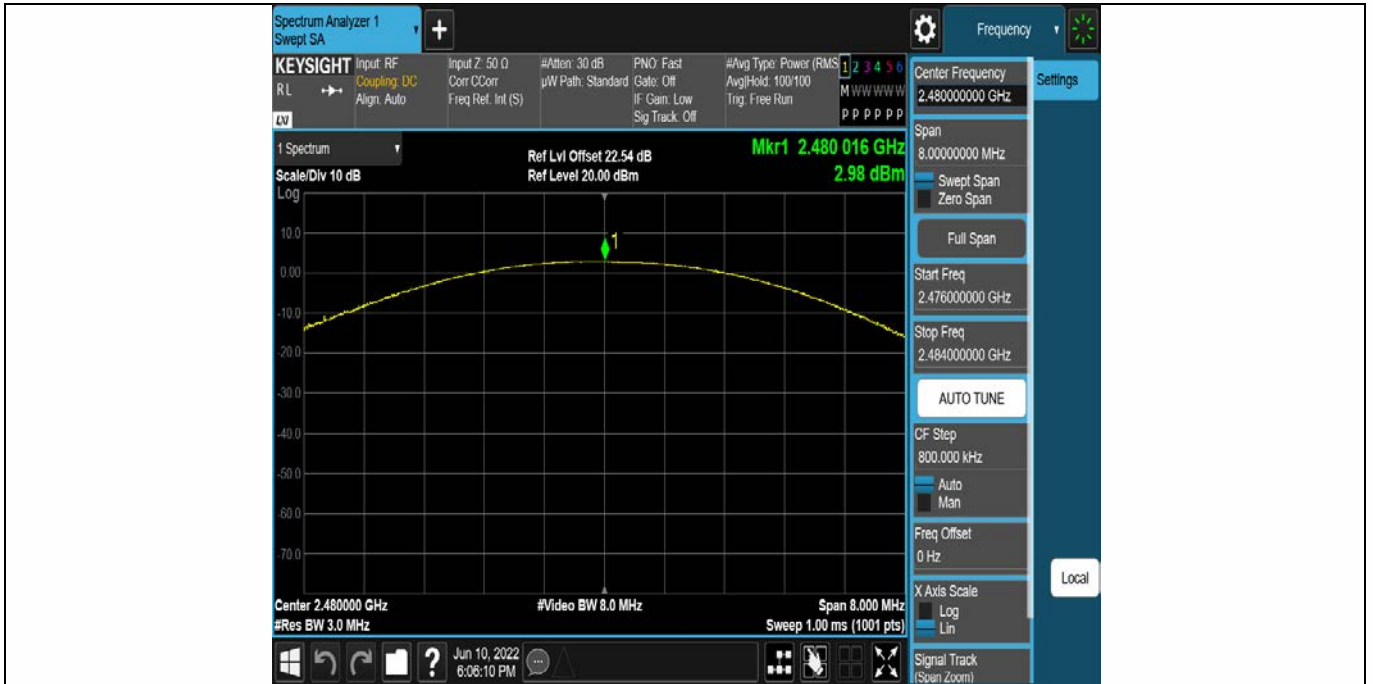 Spectrum Analyzer 1
Swept SA
+
Frequency
KEYSIGHT
RL
LXI
Input: RF
Coupling: DC
Align: Auto
Input Z: 50 Ω
Corr CCorr
Freq Ref: Int (S)
#Atten: 30 dB
µW Path: Standard
PNO: Fast
Gate: Off
IF Gain: Low
Sig Track: Off
#Avg Type: Power (RMS
Avg|Hold: 100/100
Trig: Free Run
1 2 3 4 5 6
M W W W W W
P P P P P P
1 Spectrum
Scale/Div 10 dB
Ref Lvl Offset 22.54 dB
Ref Level 20.00 dBm
Mkr1 2.480 016 GHz
2.98 dBm
Log
10.0
0.00
-10.0
-20.0
-30.0
-40.0
-50.0
-60.0
-70.0
1
Center 2.480000 GHz
#Res BW 3.0 MHz
#Video BW 8.0 MHz
Span 8.000 MHz
Sweep 1.00 ms (1001 pts)
?
Jun 10, 2022
6:06:10 PM
Center Frequency
2.480000000 GHz
Span
8.00000000 MHz
Swept Span
Zero Span
Full Span
Start Freq
2.476000000 GHz
Stop Freq
2.484000000 GHz
AUTO TUNE
CF Step
800.000 kHz
Auto
Man
Freq Offset
0 Hz
X Axis Scale
Log
Lin
Signal Track
(Span Zoom)
Settings
Local